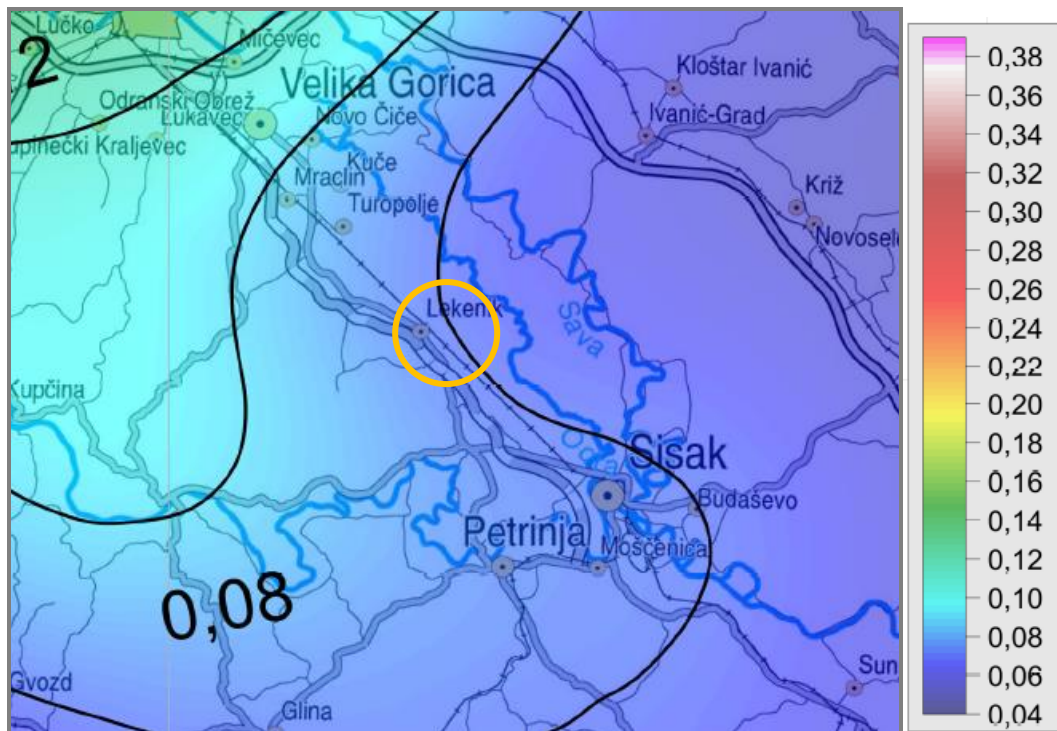 Lučko
2
Mičevec
Velika Gorica
Odranski Obrež
Lukavec
Novo Čiče
pinečki Kraljevec
Kuče
Mraclin
Turopolje
Kloštar Ivanić
Ivanić-Grad
Križ
Novosel
Lekenik
Sava
Kupčina
Odra
Sisak
Budaševo
Petrinja
Moščenica
0,08
Gvozd
Glina
Sun
0,38
0,36
0,34
0,32
0,30
0,28
0,26
0,24
0,22
0,20
0,18
0,16
0,14
0,12
0,10
0,08
0,06
0,04